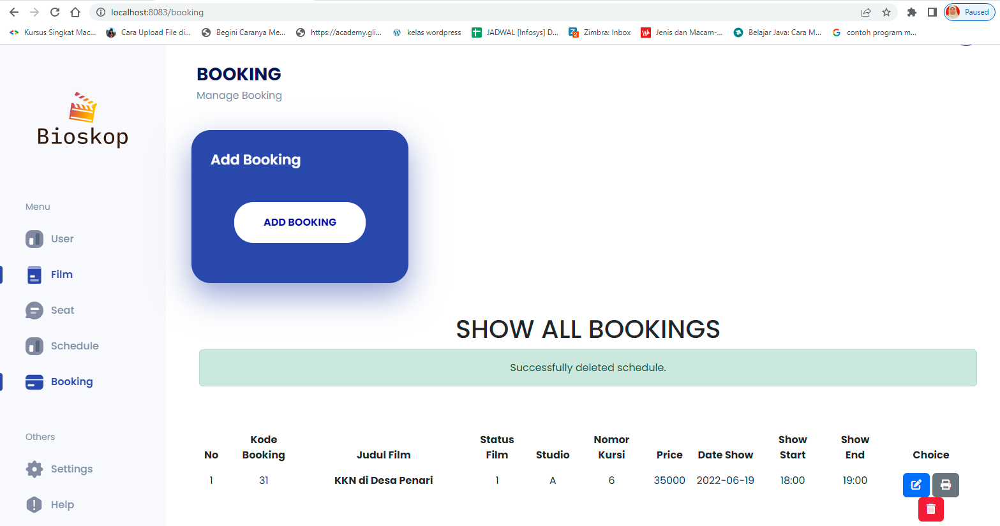 localhost:8083/booking
Paused
Kursus Singkat Mac...
Cara Upload File di...
Begini Caranya Me...
https://academy.gli...
kelas wordpress
JADWAL [Infosys] D...
2
Zimbra: Inbox
Jenis dan Macam-...
Belajar Java: Cara M...
contoh program m...
Bioskop
Menu
User
Film
Seat
Schedule
Booking
Others
Settings
Help
BOOKING
Manage Booking
Add Booking
ADD BOOKING
SHOW ALL BOOKINGS
Successfully deleted schedule.
No Kode Booking Judul Film Status Film Studio Nomor Kursi Price Date Show Show Start Show End Choice
1 31 KKN di Desa Penari 1 A 6 35000 2022-06-19 18:00 19:00